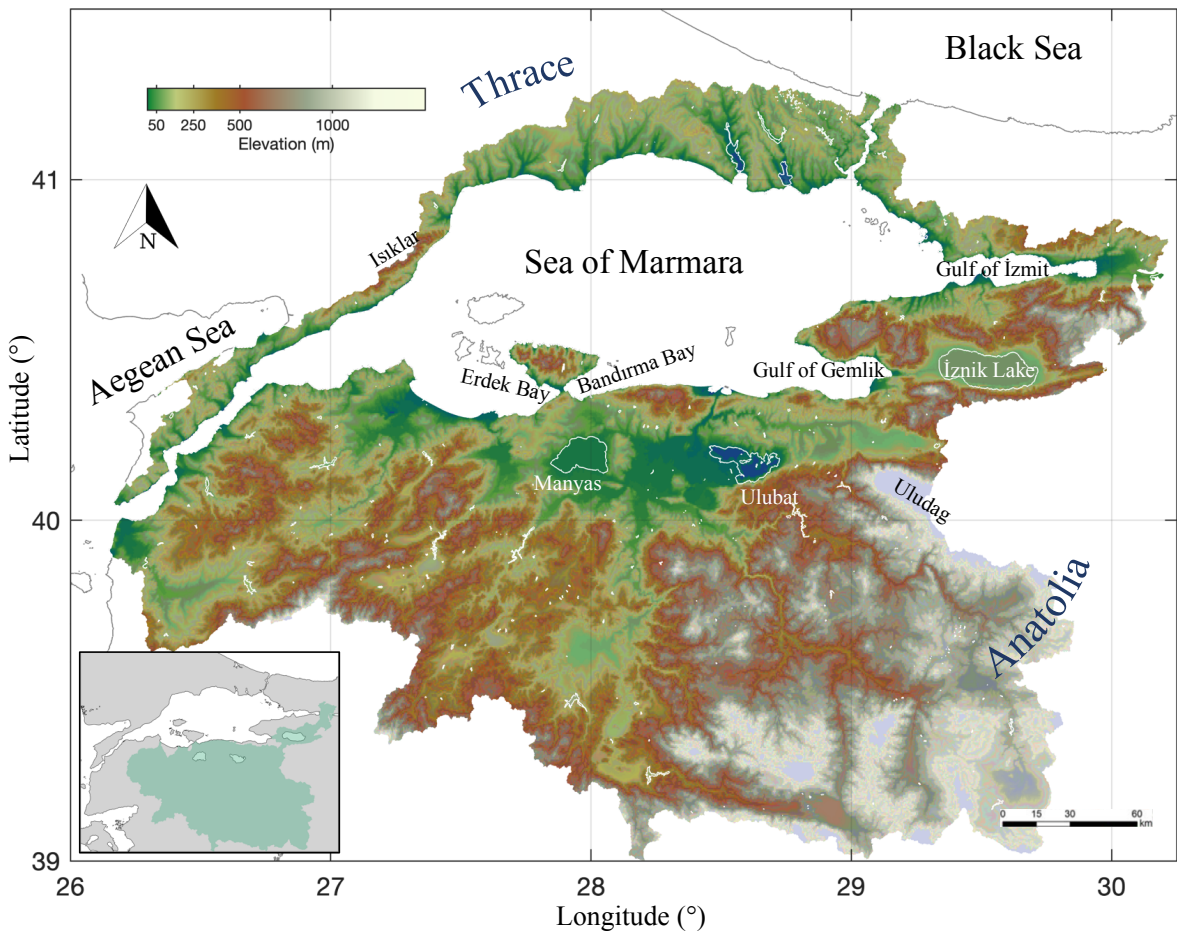 Black Sea
Thrace
50 250 500 1000
Elevation (m)
41
N
Isıklar
Sea of Marmara
Gulf of İzmit
Aegean Sea
Erdek Bay
Bandırma Bay
Gulf of Gemlik
İznik Lake
Latitude (°)
Manyas
Ulubat
Uludag
40
Anatolia
0 15 30 60
km
39
26 27 28 29 30
Longitude (°)